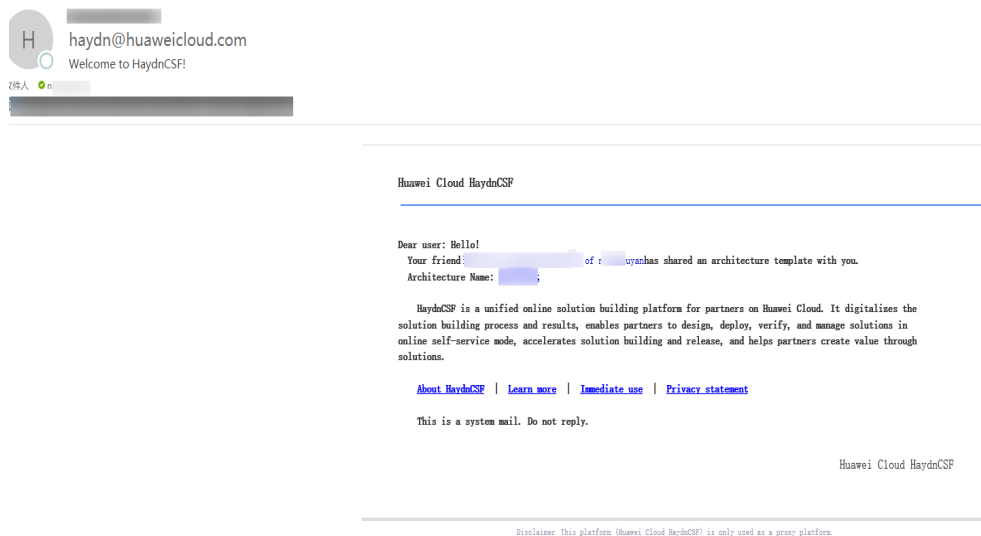 H
haydn@huaweicloud.com
Welcome to HaydnCSF!
件人 n
Huawei Cloud HaydnCSF
Dear user: Hello!
Your friend of uyanhas shared an architecture template with you.
Architecture Name: ;
HaydnCSF is a unified online solution building platform for partners on Huawei Cloud. It digitalizes the
solution building process and results, enables partners to design, deploy, verify, and manage solutions in
online self-service mode, accelerates solution building and release, and helps partners create value through
solutions.
About HaydnCSF | Learn more | Immediate use | Privacy statement
This is a system mail. Do not reply.
Huawei Cloud HaydnCSF
Disclaimer This platform (Huawei Cloud HaydnCSF) is only used as a proxy platform.